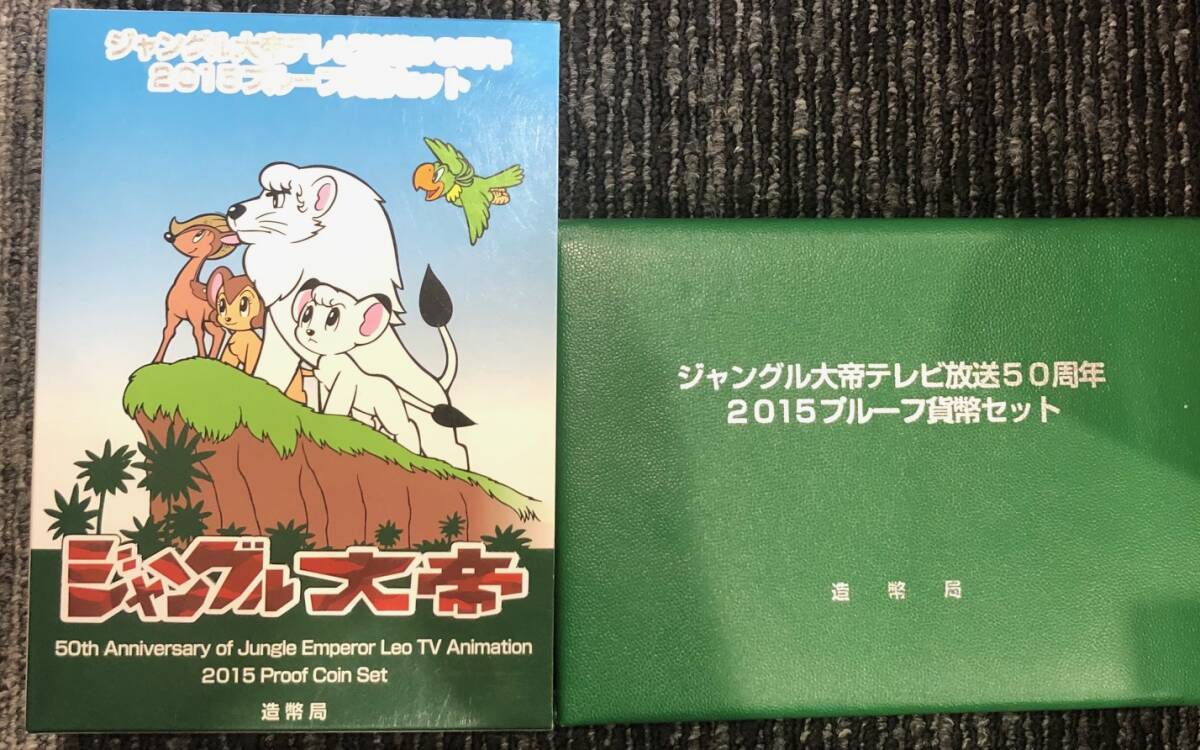 ジャングル大帝テレビ放送50周年
2015プルーフ貨幣セット
ジャングル大帝
50th Anniversary of Jungle Emperor Leo TV Animation
2015 Proof Coin Set
造幣局
ジャングル大帝テレビ放送50周年
2015プルーフ貨幣セット
造幣局